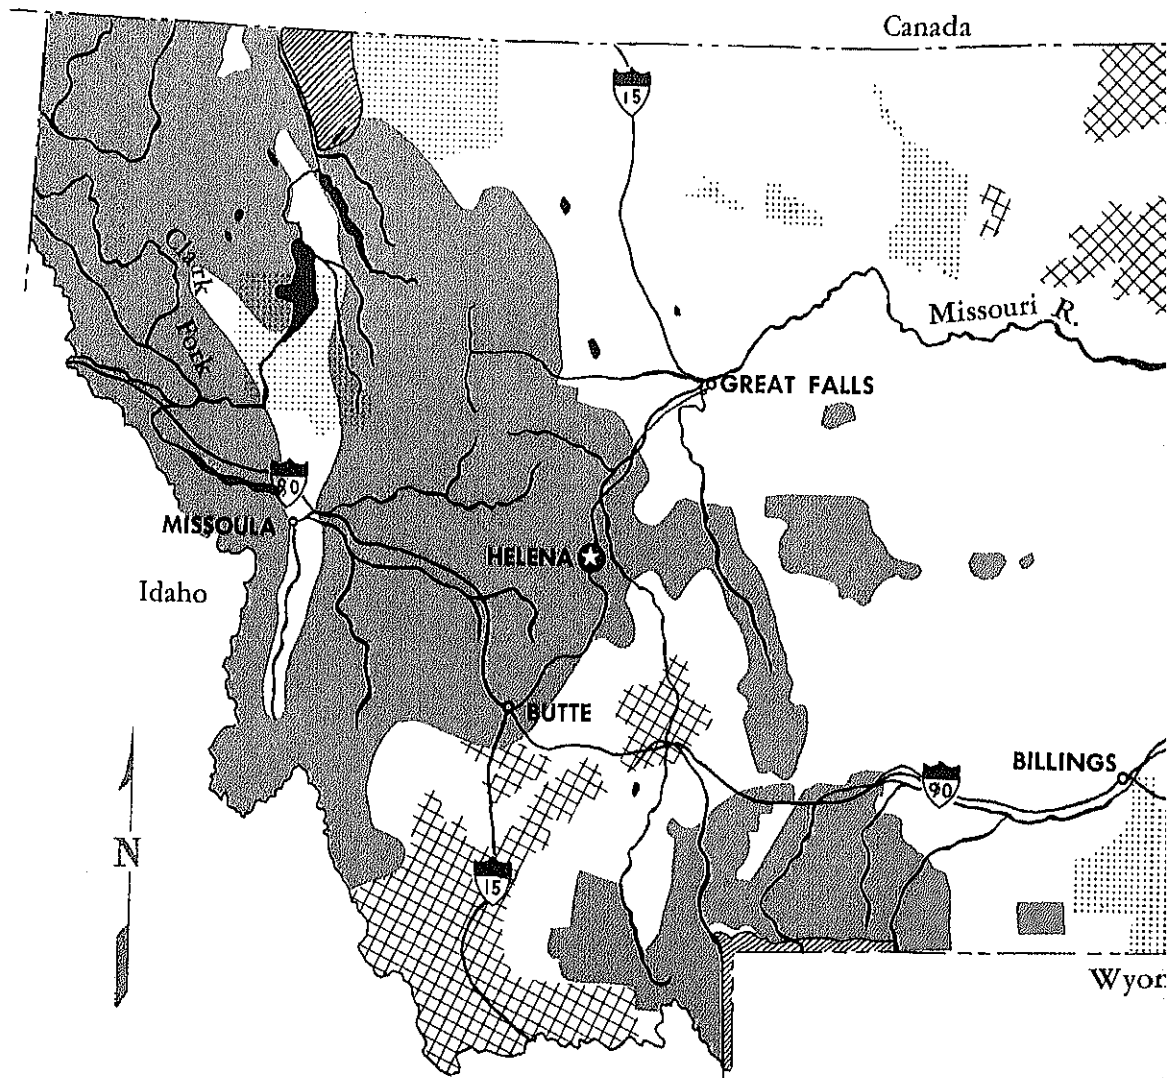 Canada
15
Clark
Fork
Missouri R.
GREAT FALLS
90
MISSOULA
HELENA
Idaho
BUTTE
BILLINGS
90
N
15
Wyon